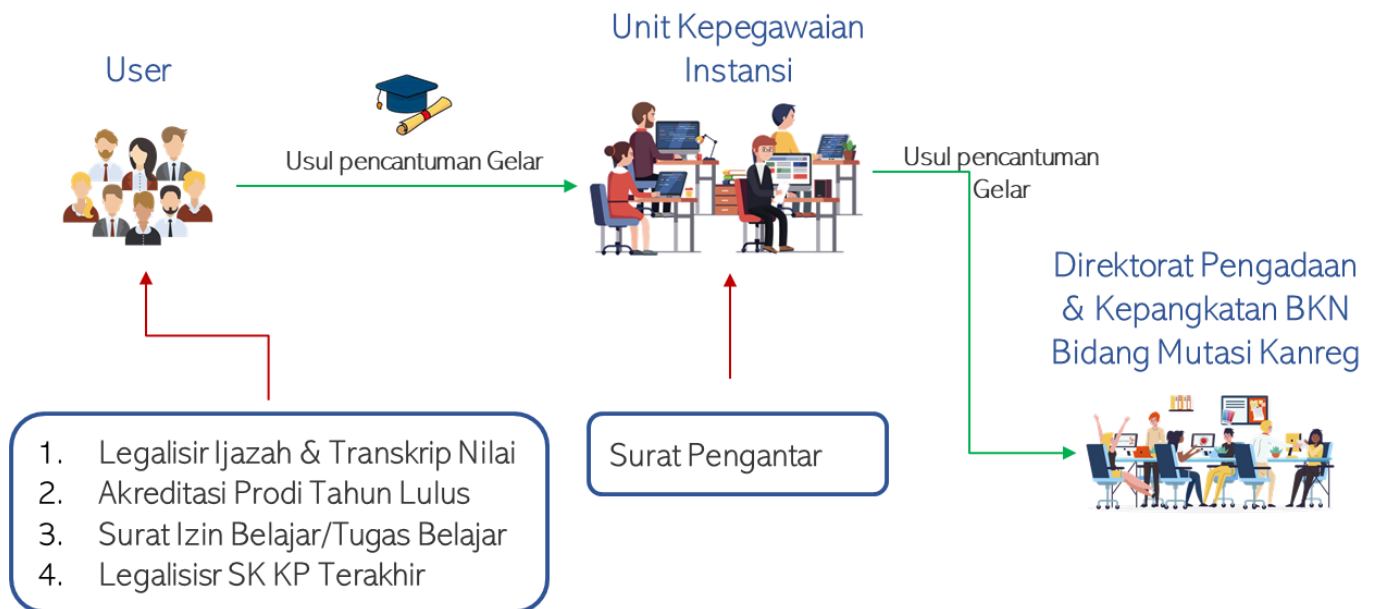 User
Usul pencantuman Gelar
Unit Kepegawaian
Instansi
Usul pencantuman
Gelar
Direktorat Pengadaan
& Kepangkatan BKN
Bidang Mutasi Kanreg
1. Legalisir Ijazah & Transkrip Nilai
2. Akreditasi Prodi Tahun Lulus
3. Surat Izin Belajar/Tugas Belajar
4. Legalisisr SK KP Terakhir
Surat Pengantar